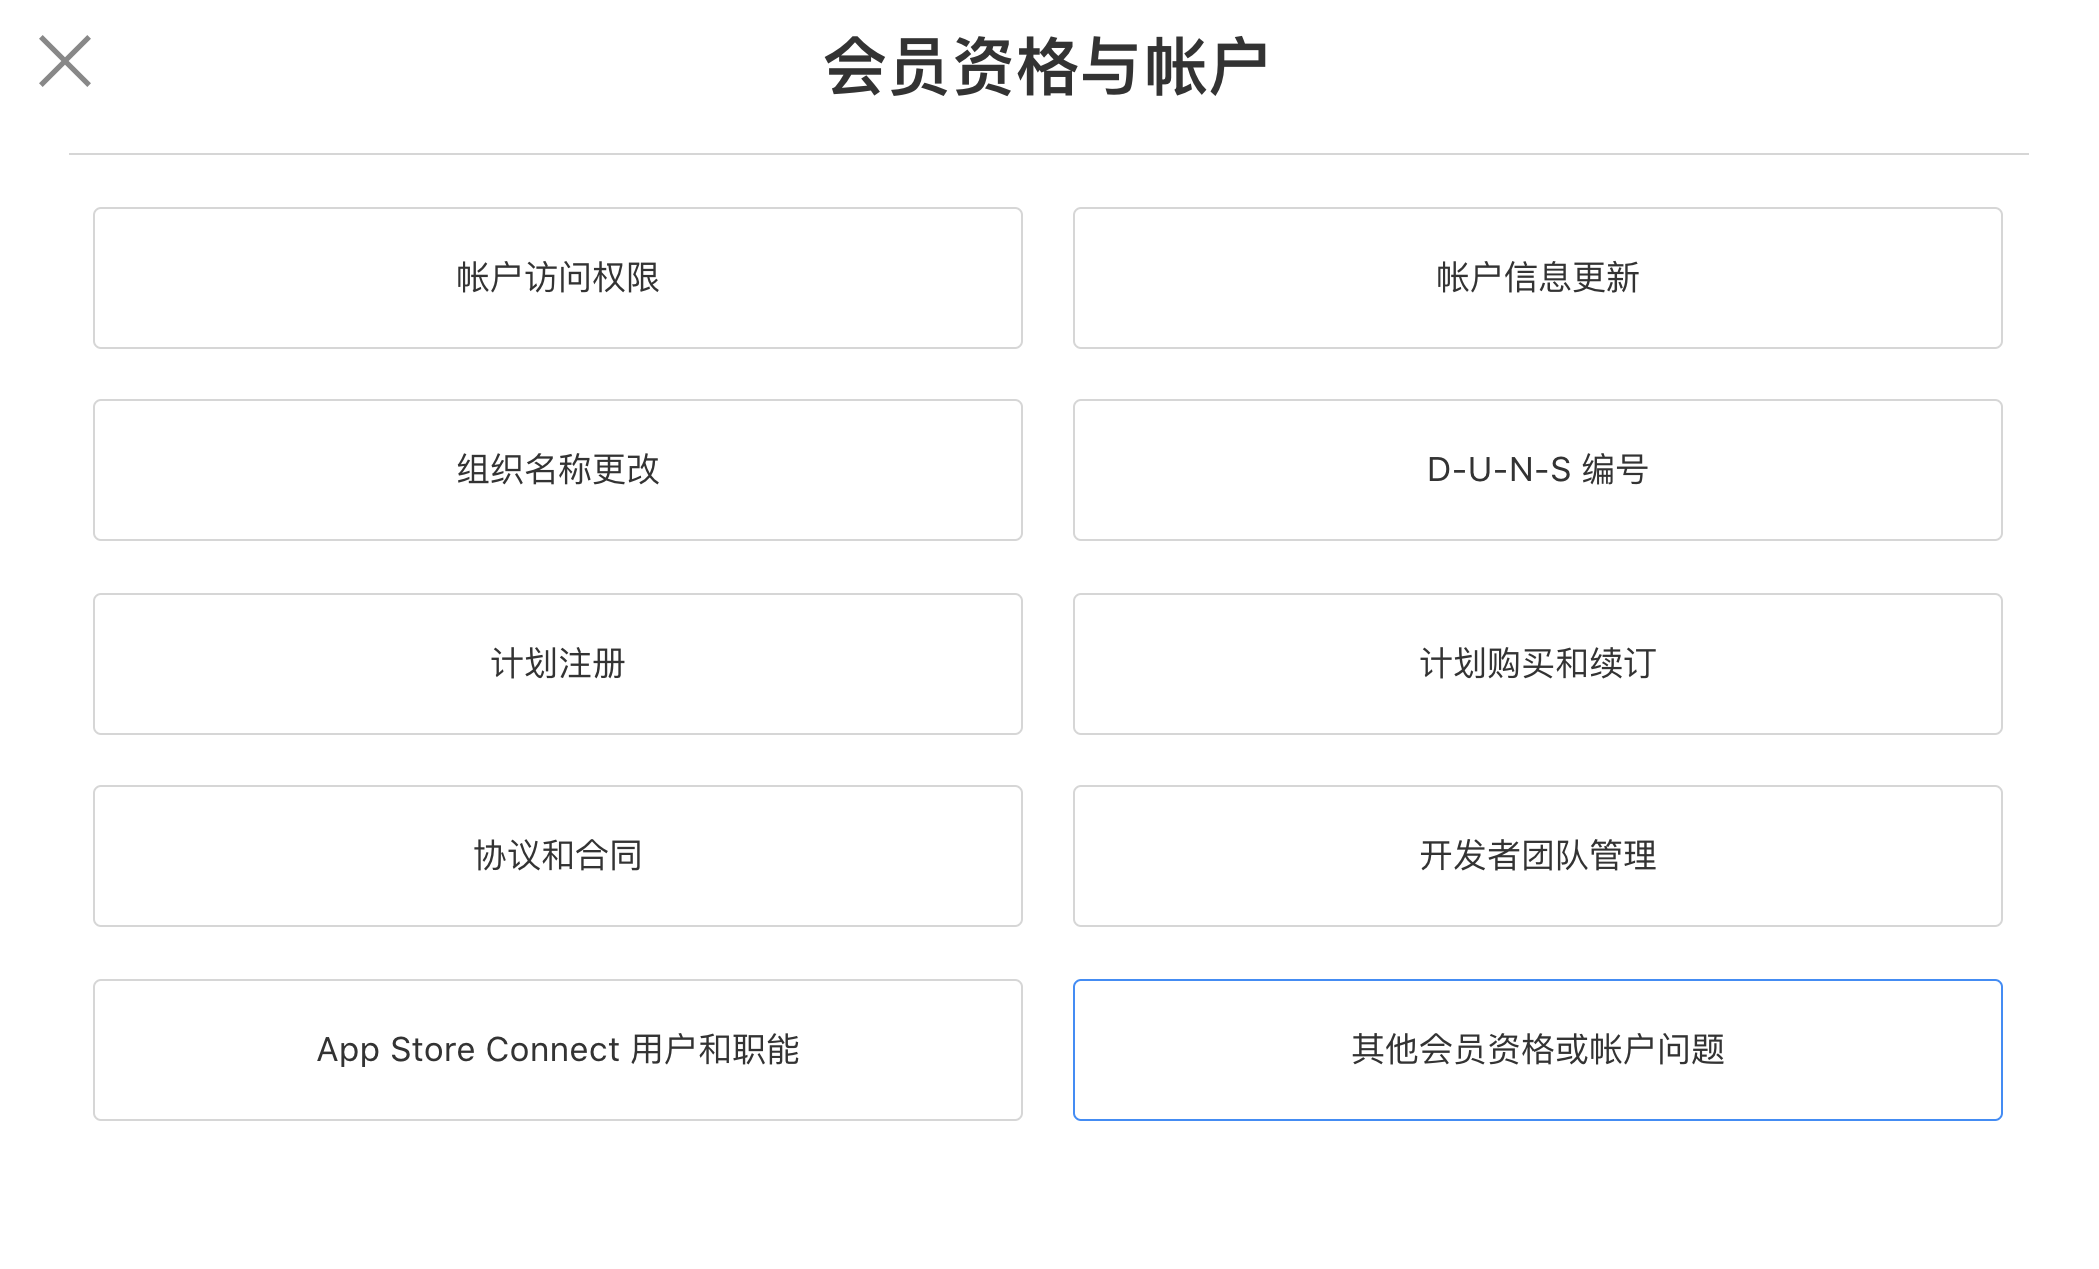 会员资格与帐户
帐户访问权限
帐户信息更新
组织名称更改
D-U-N-S 编号
计划注册
计划购买和续订
协议和合同
开发者团队管理
App Store Connect 用户和职能
其他会员资格或帐户问题